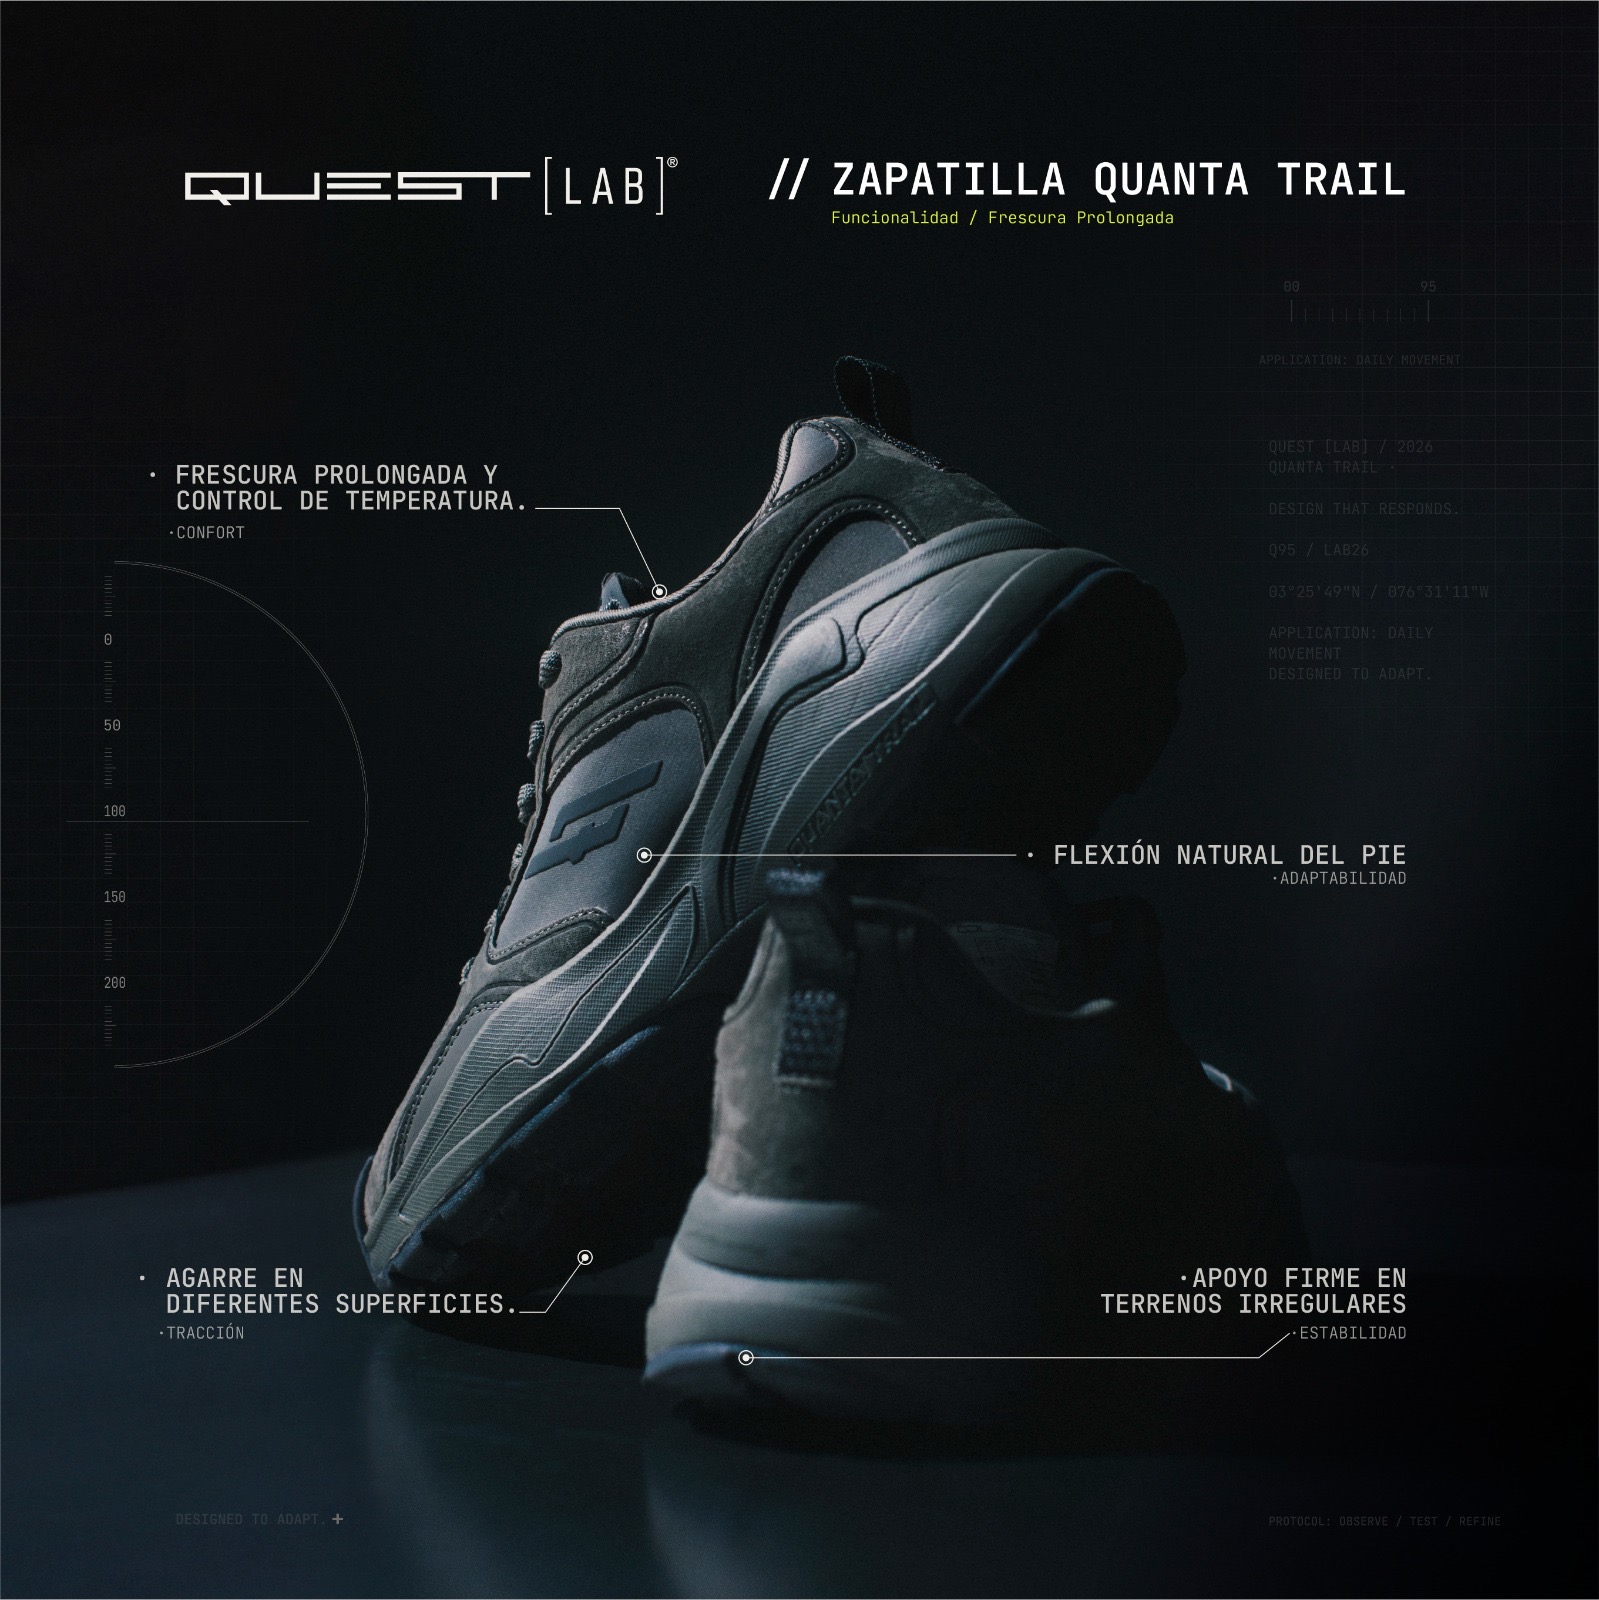 QUEST [LAB]®
// ZAPATILLA QUANTA TRAIL
Funcionalidad / Frescura Prolongada
00 95
APPLICATION: DAILY MOVEMENT
QUEST [LAB] / 2026
QUANTA TRAIL ·
DESIGN THAT RESPONDS.
Q95 / LAB26
03°25'49"N / 076°31'11"W
APPLICATION: DAILY
MOVEMENT
DESIGNED TO ADAPT.
· FRESCURA PROLONGADA Y
CONTROL DE TEMPERATURA.
·CONFORT
0
50
100
150
200
QUANTA TRAIL
· FLEXIÓN NATURAL DEL PIE
·ADAPTABILIDAD
· AGARRE EN
DIFERENTES SUPERFICIES.
·TRACCIÓN
·APOYO FIRME EN
TERRENOS IRREGULARES
·ESTABILIDAD
DESIGNED TO ADAPT. +
PROTOCOL: OBSERVE / TEST / REFINE